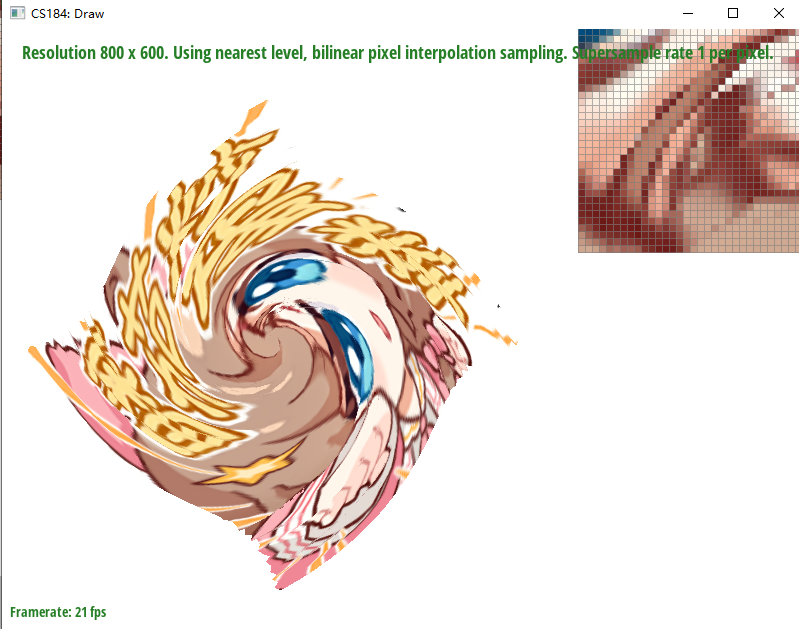 CS184: Draw
Resolution 800 x 600. Using nearest level, bilinear pixel interpolation sampling. Supersample rate 1 per pixel.
Framerate: 21 fps